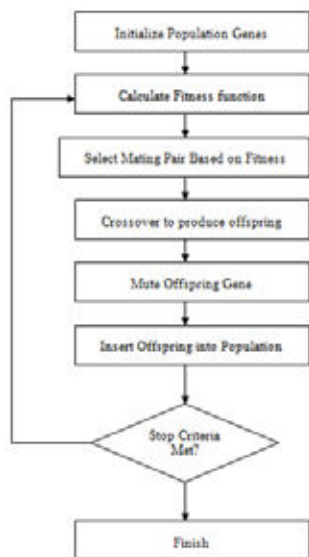 Initialize Population Genes
Calculate Fitness function
Select Mating Pair Based on Fitness
Crossover to produce offspring
Mute Offspring Gene
Insert Offspring into Population
Stop Criteria
Met?
Finish